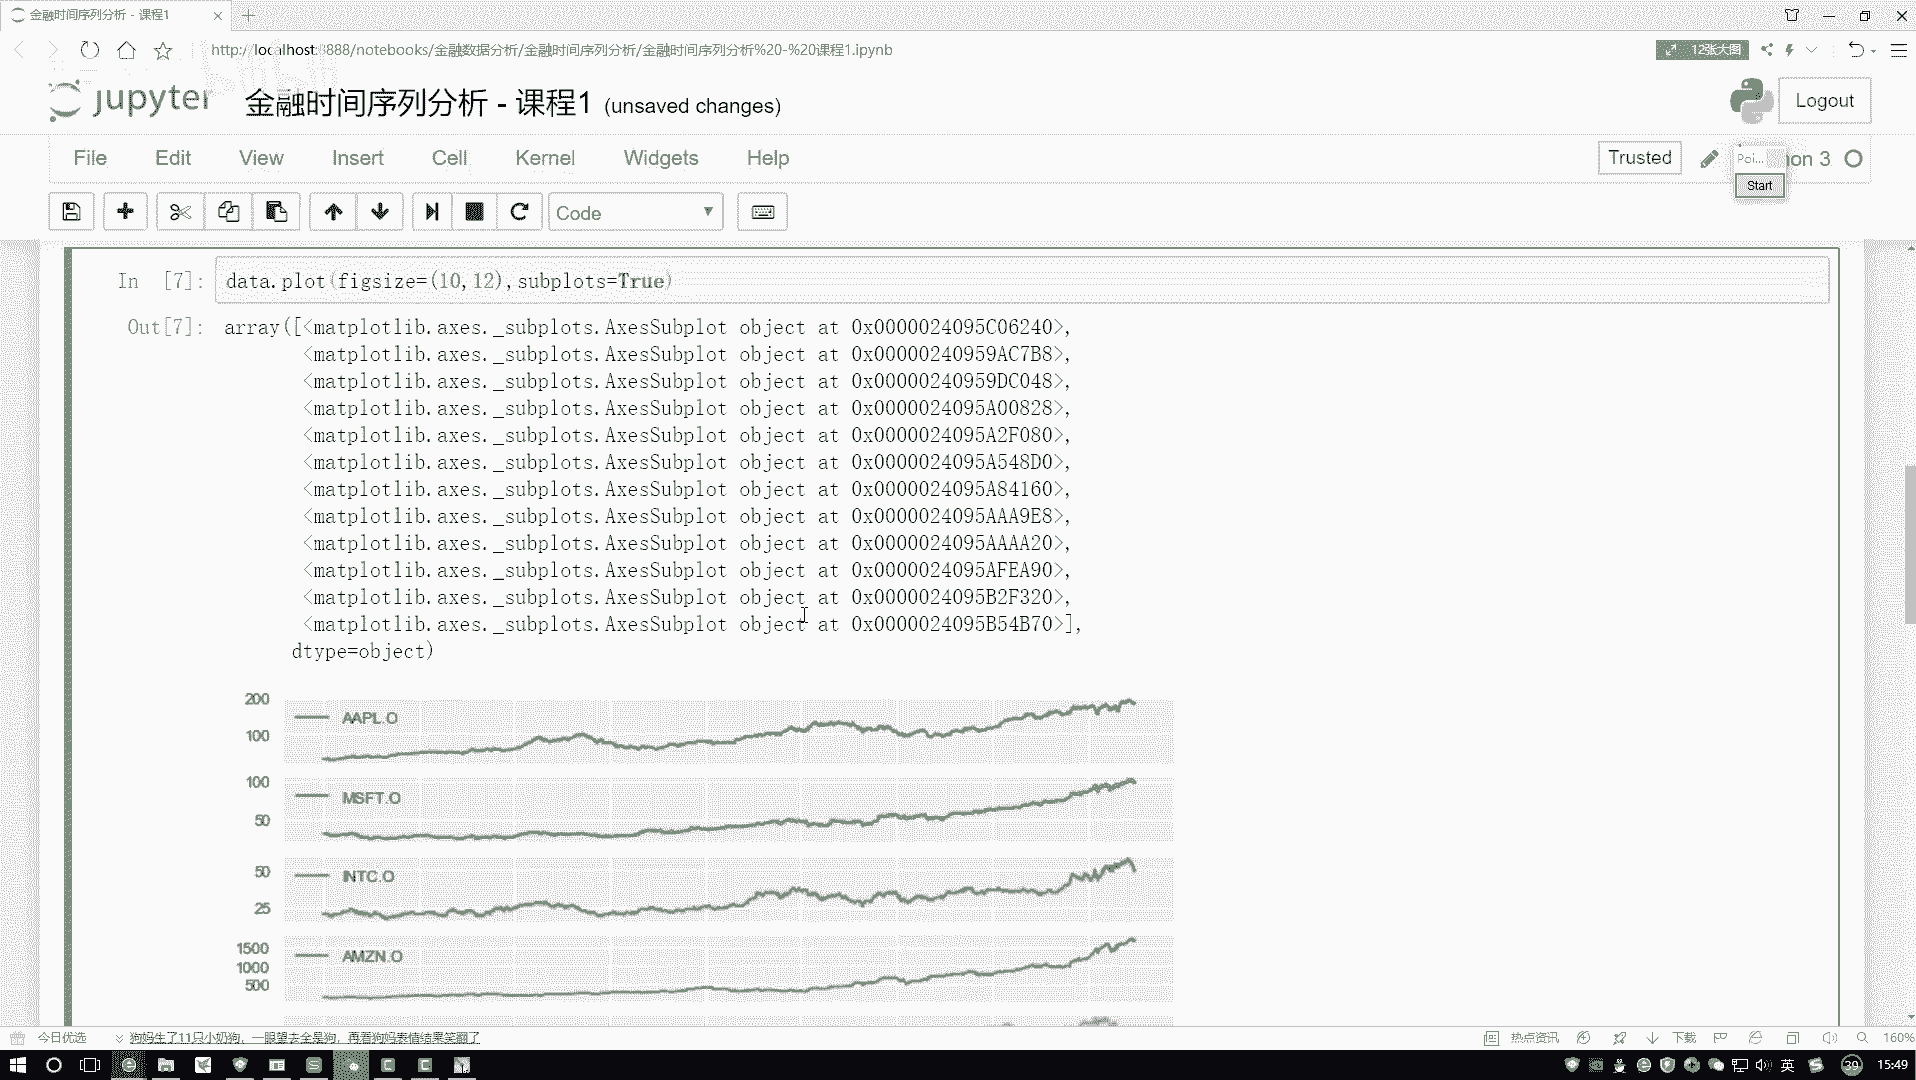 金融时间序列分析 - 课程1
http://localhost:8888/notebooks/金融数据分析/金融时间序列分析/金融时间序列分析%20-%20课程1.ipynb
12张大图
jupyter 金融时间序列分析 - 课程1 (unsaved changes)
Logout
File Edit View Insert Cell Kernel Widgets Help
Trusted
Poi... on 3
Start
Code
In [7]: data.plot(figsize=(10,12),subplots=True)
Out[7]: array([<matplotlib.axes._subplots.AxesSubplot object at 0x0000024095C06240>,
<matplotlib.axes._subplots.AxesSubplot object at 0x00000240959AC7B8>,
<matplotlib.axes._subplots.AxesSubplot object at 0x00000240959DC048>,
<matplotlib.axes._subplots.AxesSubplot object at 0x0000024095A00828>,
<matplotlib.axes._subplots.AxesSubplot object at 0x0000024095A2F080>,
<matplotlib.axes._subplots.AxesSubplot object at 0x0000024095A548D0>,
<matplotlib.axes._subplots.AxesSubplot object at 0x0000024095A84160>,
<matplotlib.axes._subplots.AxesSubplot object at 0x0000024095AAA9E8>,
<matplotlib.axes._subplots.AxesSubplot object at 0x0000024095AAAA20>,
<matplotlib.axes._subplots.AxesSubplot object at 0x0000024095AFEA90>,
<matplotlib.axes._subplots.AxesSubplot object at 0x0000024095B2F320>,
<matplotlib.axes._subplots.AxesSubplot object at 0x0000024095B54B70>],
dtype=object)
200
AAPL.O
100
100
MSFT.O
50
50
INTC.O
25
1500
AMZN.O
1000
500
今日优选
狗妈生了11只小奶狗，一眼望去全是狗，再看狗妈表情结果笑翻了
热点资讯
下载
160%
英
39
15:49